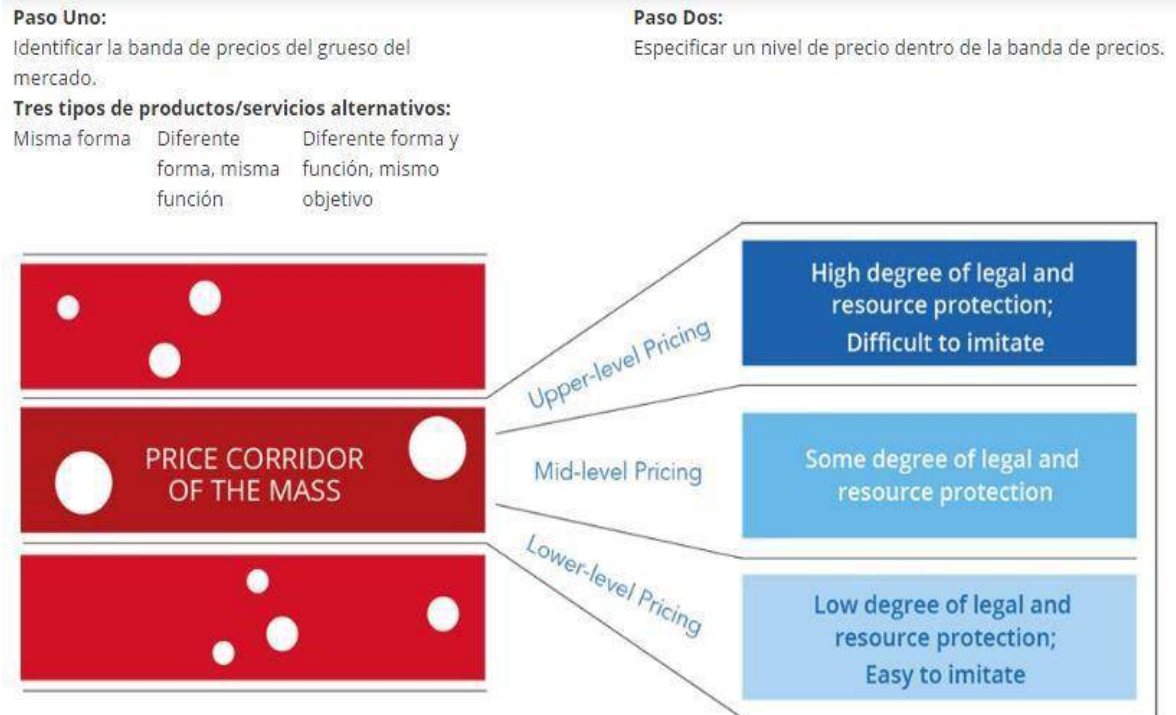 Paso Uno:
Identificar la banda de precios del grueso del
mercado.
Tres tipos de productos/servicios alternativos:
Misma forma
Diferente
forma, misma
función
Diferente forma y
función, mismo
objetivo
Paso Dos:
Especificar un nivel de precio dentro de la banda de precios.
PRICE CORRIDOR
OF THE MASS
Upper-level Pricing
Mid-level Pricing
Lower-level Pricing
High degree of legal and
resource protection;
Difficult to imitate
Some degree of legal and
resource protection
Low degree of legal and
resource protection;
Easy to imitate